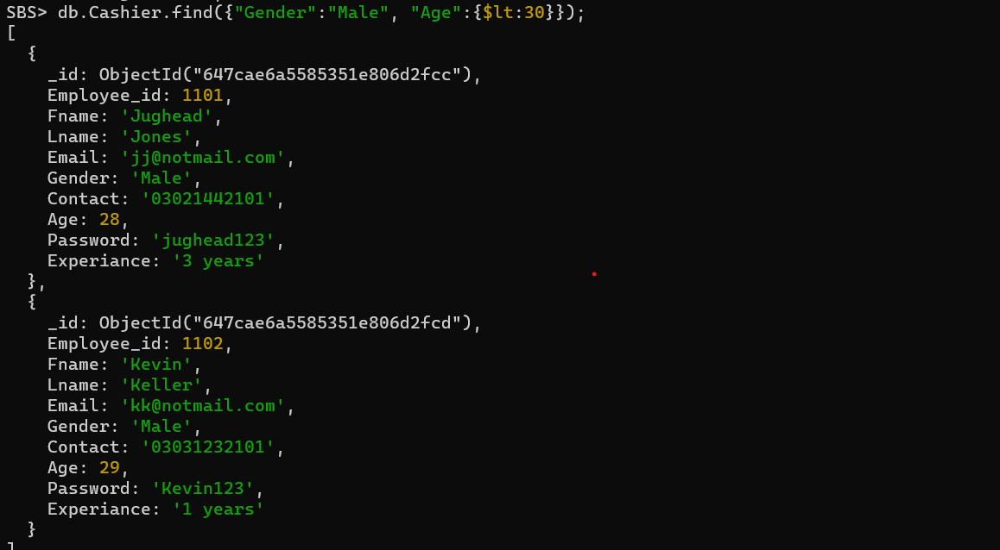 SBS> db.Cashier.find({"Gender":"Male", "Age":{$lt:30}});
[
  {
    _id: ObjectId("647cae6a5585351e806d2fcc"),
    Employee_id: 1101,
    Fname: 'Jughead',
    Lname: 'Jones',
    Email: 'jj@notmail.com',
    Gender: 'Male',
    Contact: '03021442101',
    Age: 28,
    Password: 'jughead123',
    Experiance: '3 years'
  },
  {
    _id: ObjectId("647cae6a5585351e806d2fcd"),
    Employee_id: 1102,
    Fname: 'Kevin',
    Lname: 'Keller',
    Email: 'kk@notmail.com',
    Gender: 'Male',
    Contact: '03031232101',
    Age: 29,
    Password: 'Kevin123',
    Experiance: '1 years'
  }
]